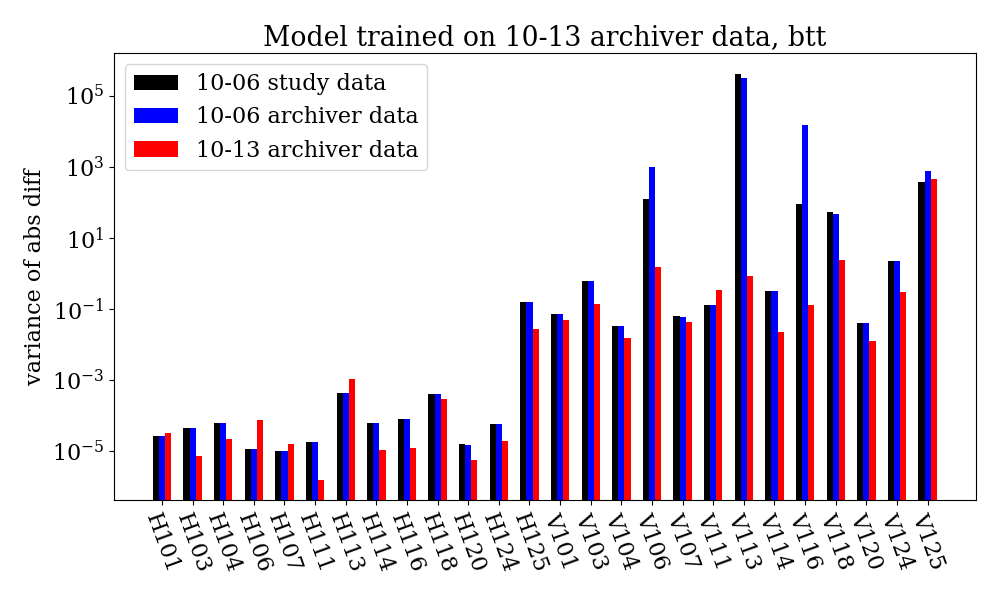 Model trained on 10-13 archiver data, btt
10-06 study data
10-06 archiver data
10-13 archiver data
variance of abs diff
10^5
10^3
10^1
10^-1
10^-3
10^-5
H101
H103
H104
H106
H107
H111
H113
H114
H116
H118
H120
H124
H125
V101
V103
V104
V106
V107
V111
V113
V114
V116
V118
V120
V124
V125